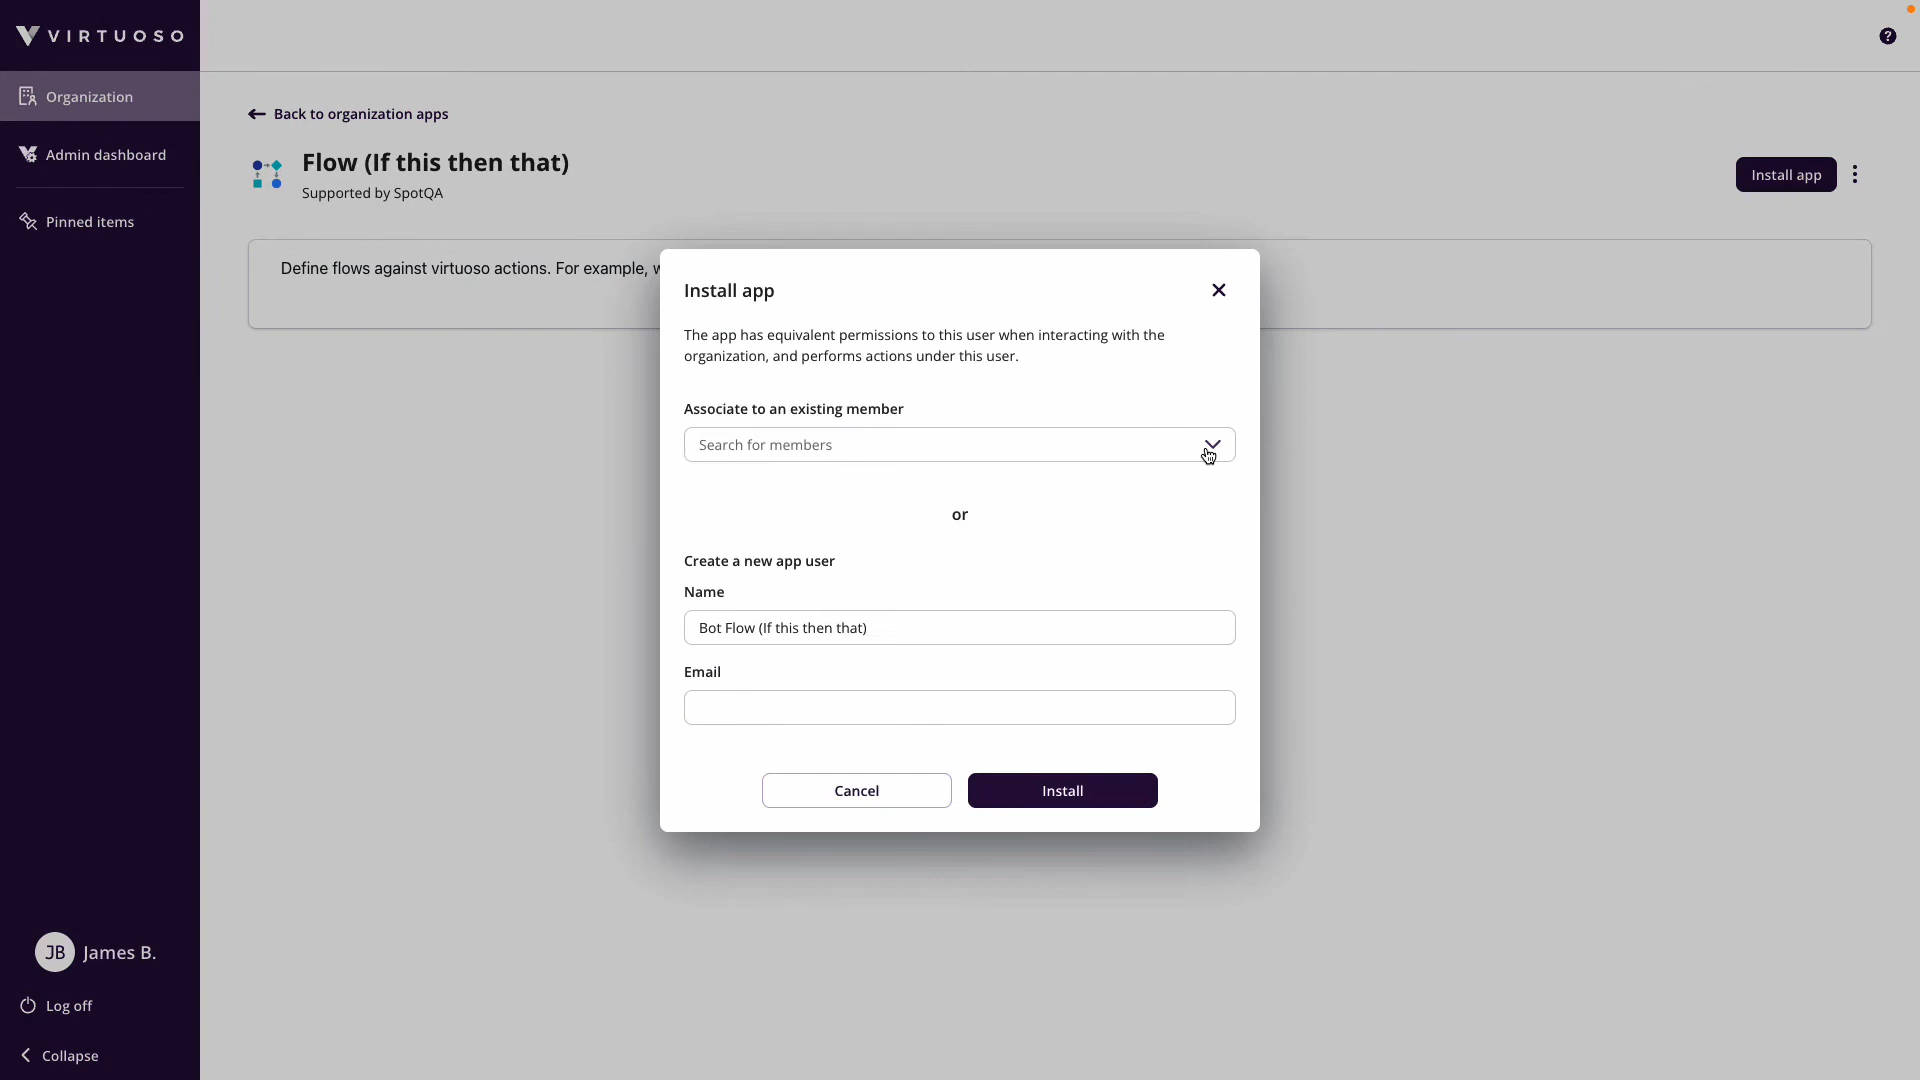 VIRTUOSO
?
Organization
Admin dashboard
Pinned items
Back to organization apps
Flow (If this then that)
Supported by SpotQA
Install app
Define flows against virtuoso actions. For example,
Install app
The app has equivalent permissions to this user when interacting with the
organization, and performs actions under this user.
Associate to an existing member
Search for members
or
Create a new app user
Name
Bot Flow (If this then that)
Email
Cancel
Install
JB
James B.
Log off
Collapse